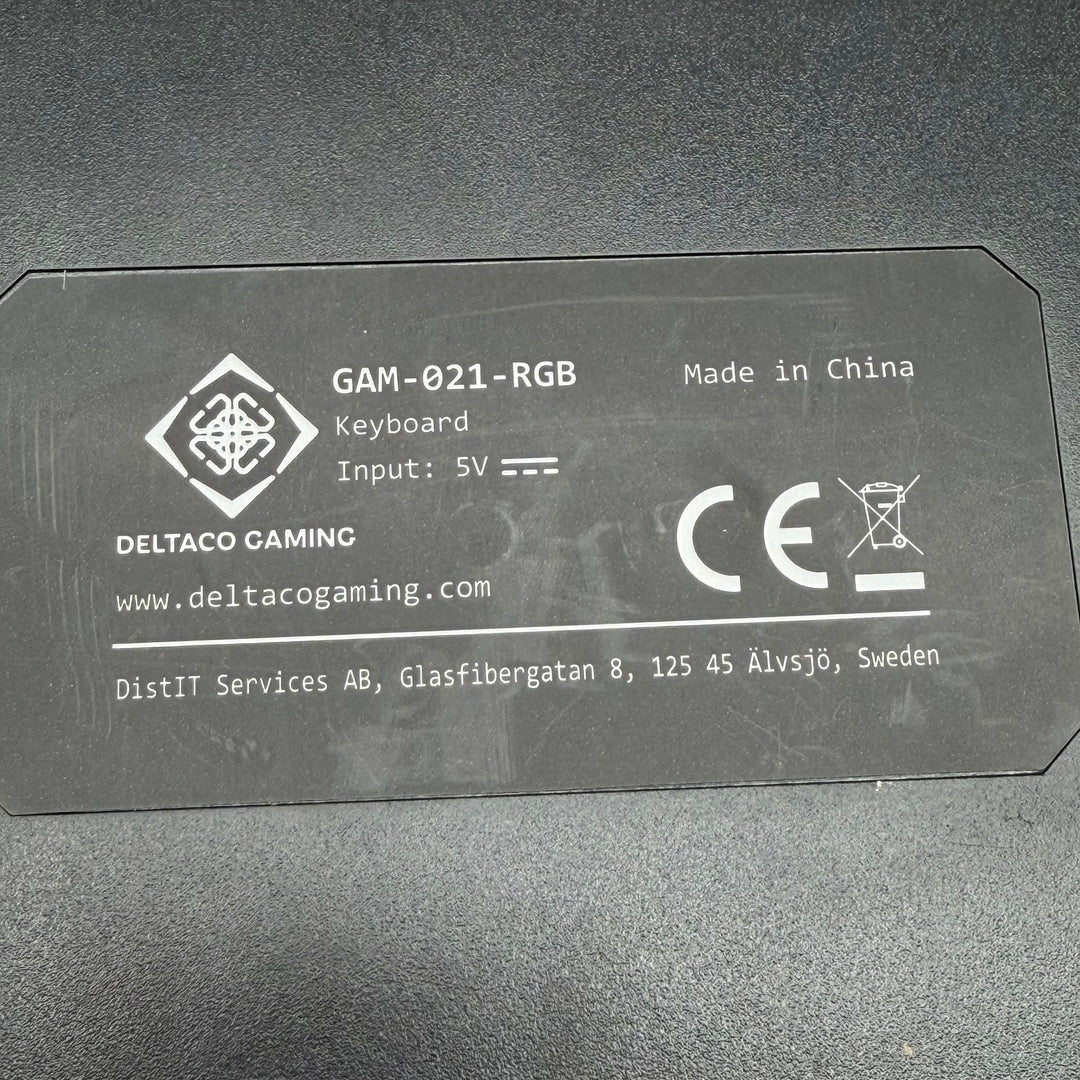 GAM-021-RGB
Made in China
Keyboard
Input: 5V
CE
DELTACO GAMING
www.deltacogaming.com
DistIT Services AB, Glasfibergatan 8, 125 45 Älvsjö, Sweden